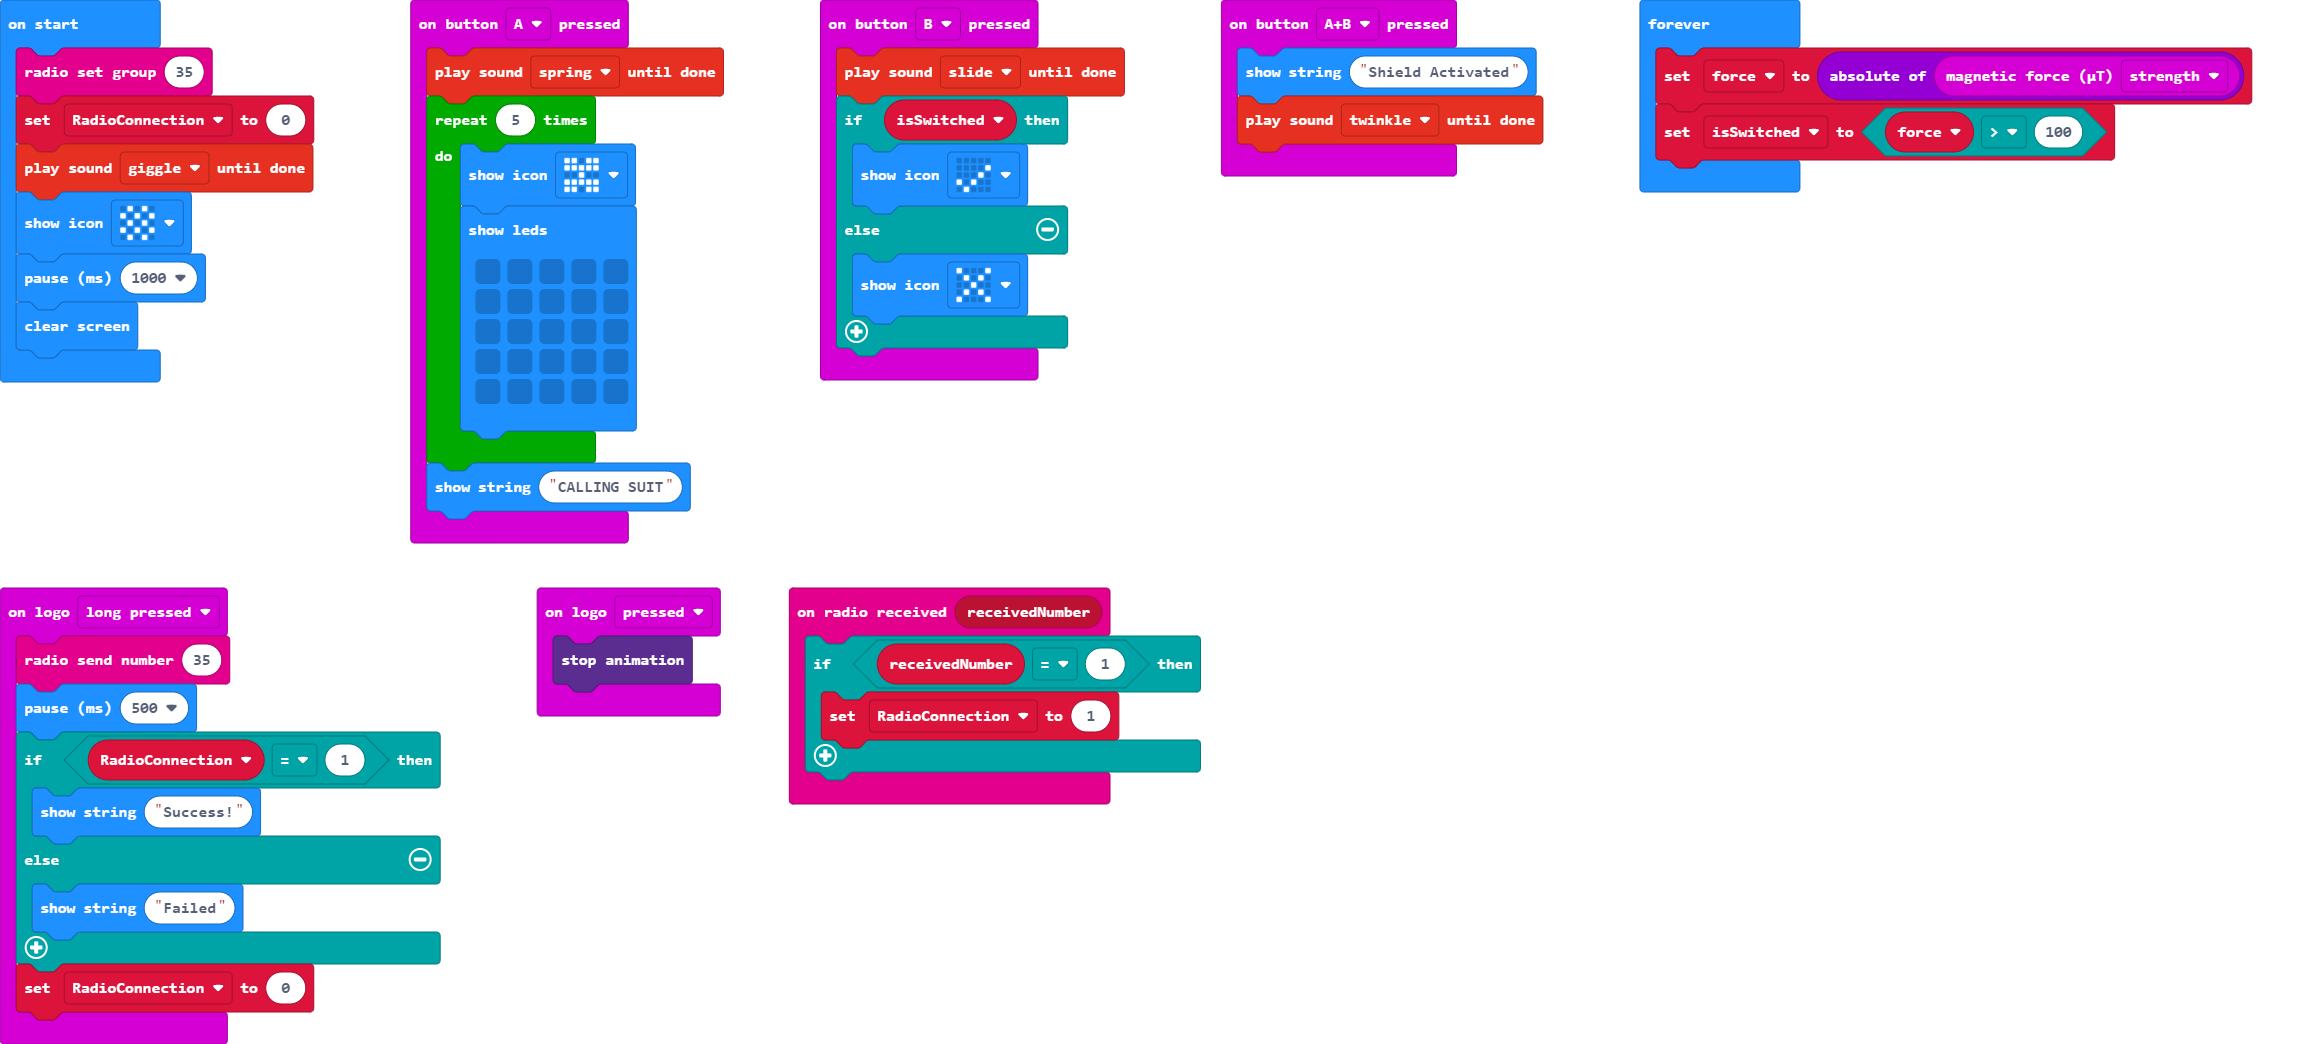 on start
radio set group 35
set RadioConnection to 0
play sound giggle until done
show icon
pause (ms) 1000
clear screen
on button A pressed
play sound spring until done
repeat 5 times
do
show icon
show leds
show string "CALLING SUIT"
on button B pressed
play sound slide until done
if isSwitched then
show icon
else
show icon
on button A+B pressed
show string "Shield Activated"
play sound twinkle until done
forever
set force to absolute of magnetic force (µT) strength
set isSwitched to force > 100
on logo long pressed
radio send number 35
pause (ms) 500
if RadioConnection = 1 then
show string "Success!"
else
show string "Failed"
set RadioConnection to 0
on logo pressed
stop animation
on radio received receivedNumber
if receivedNumber = 1 then
set RadioConnection to 1